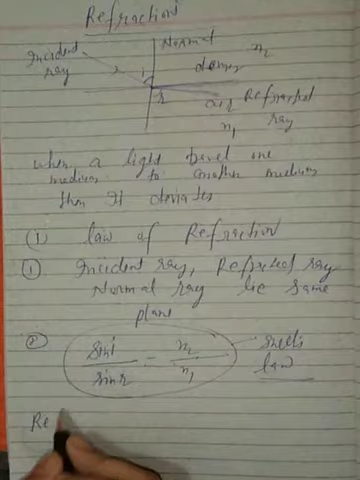 Refraction
Normal
n2
Incident ray
i
denser
r
air Refracted ray
n1
when a light travel one
medium to another medium
then It deviates
(1) law of Refraction
(1) Incident ray, Refracted ray
Normal ray lie same
plane
(2) sin i / sin r = n2 / n1
snell's law
Re